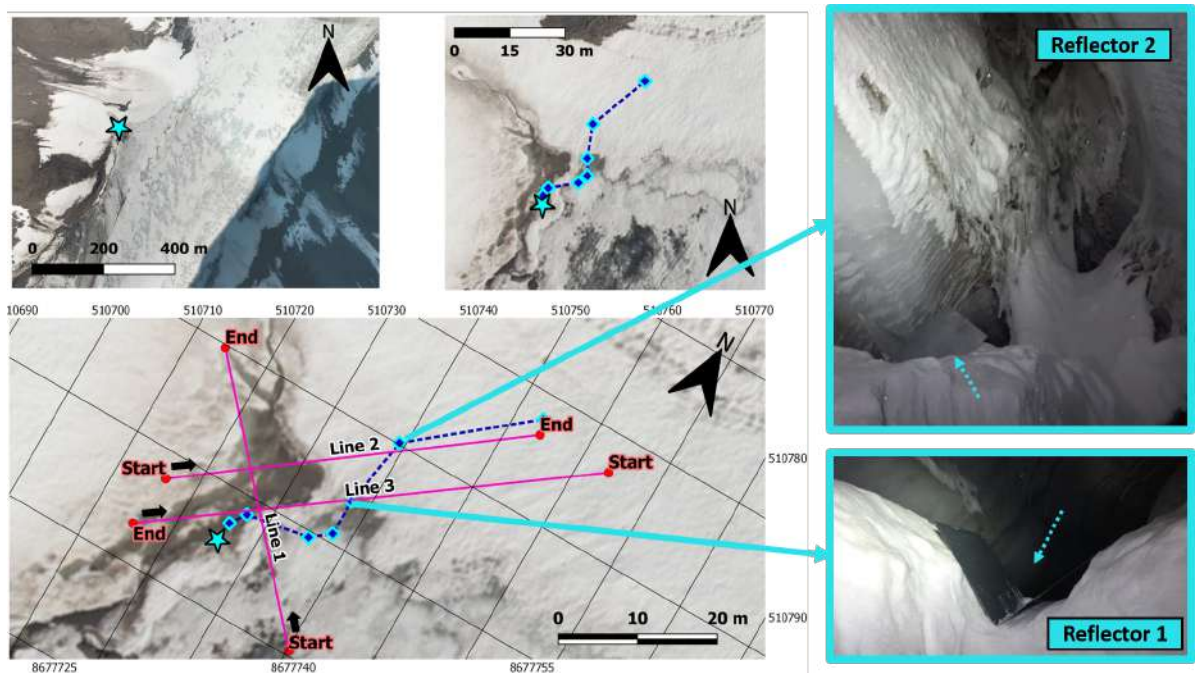 N
0 200 400 m
0 15 30 m
N
Reflector 2
510690 510700 510710 510720 510730 510740 510750 510760 510770
N
End
Line 2
End
Start
Line 3
Start
End
Line 1
510780
0 10 20 m
Start
510790
8677725 8677740 8677755
Reflector 1